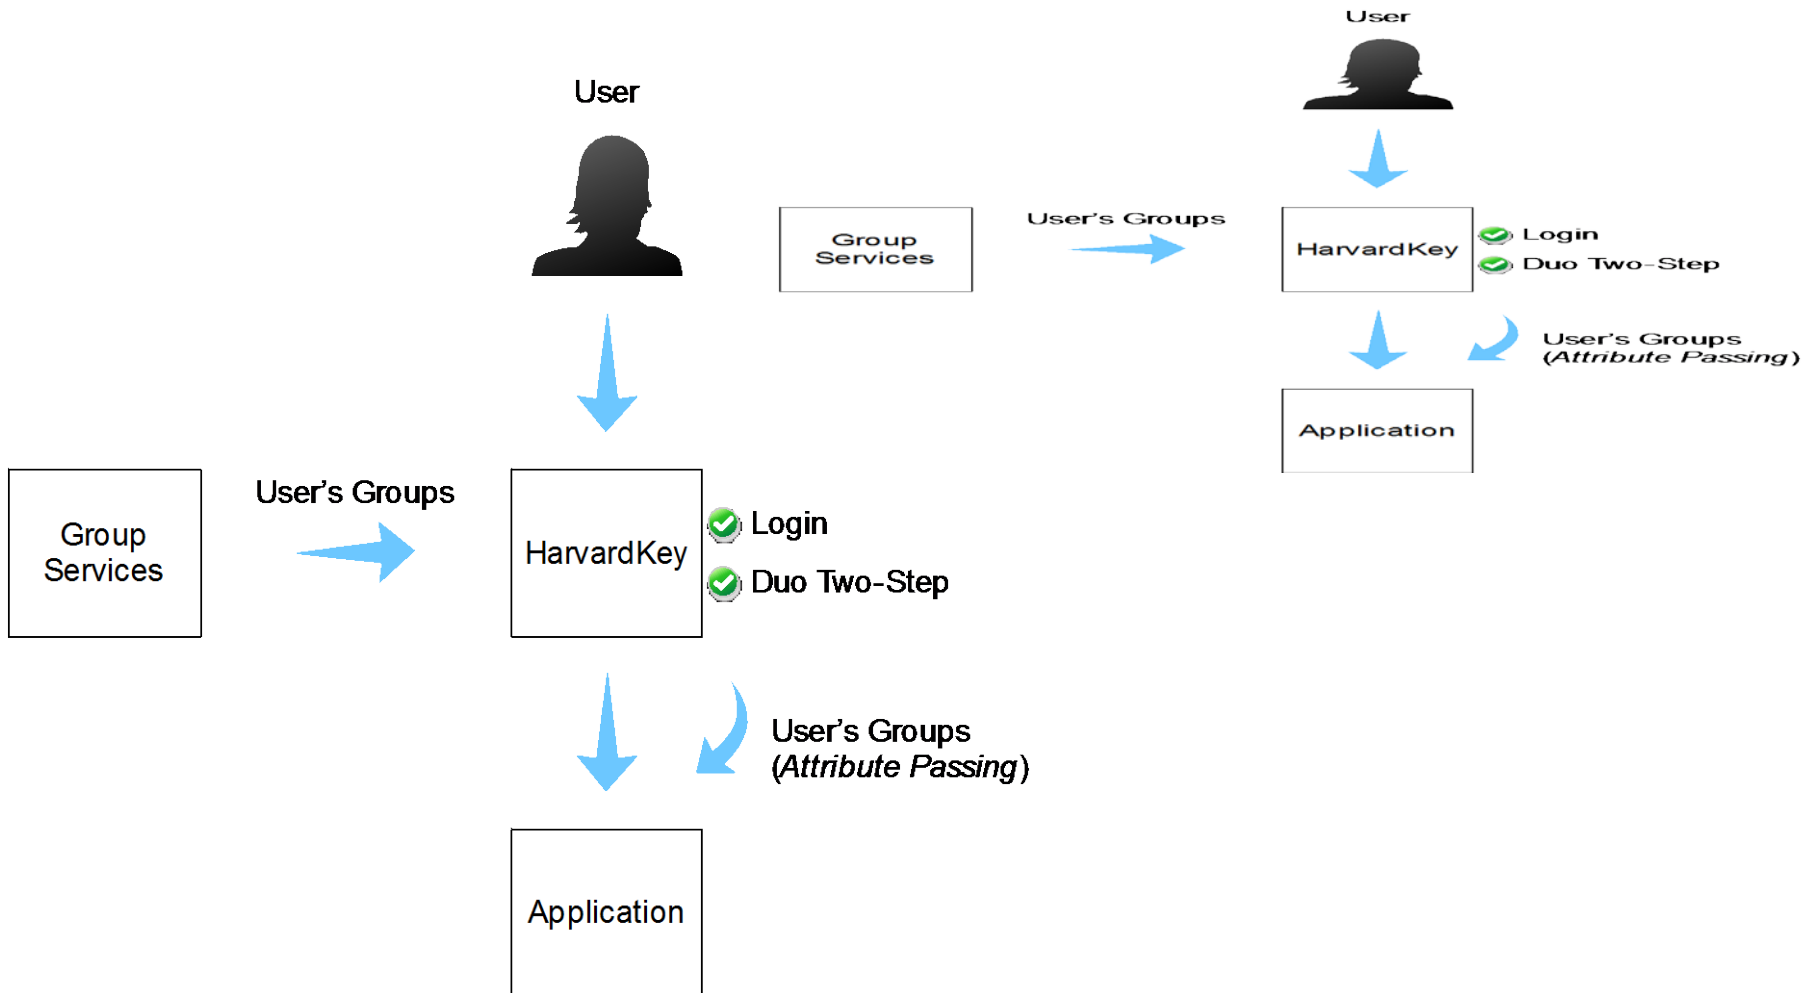 User
User
Group
Services
User's Groups
HarvardKey
Login
Duo Two-Step
User's Groups
(Attribute Passing)
Application
Group
Services
User's Groups
HarvardKey
Login
Duo Two-Step
User's Groups
(Attribute Passing)
Application